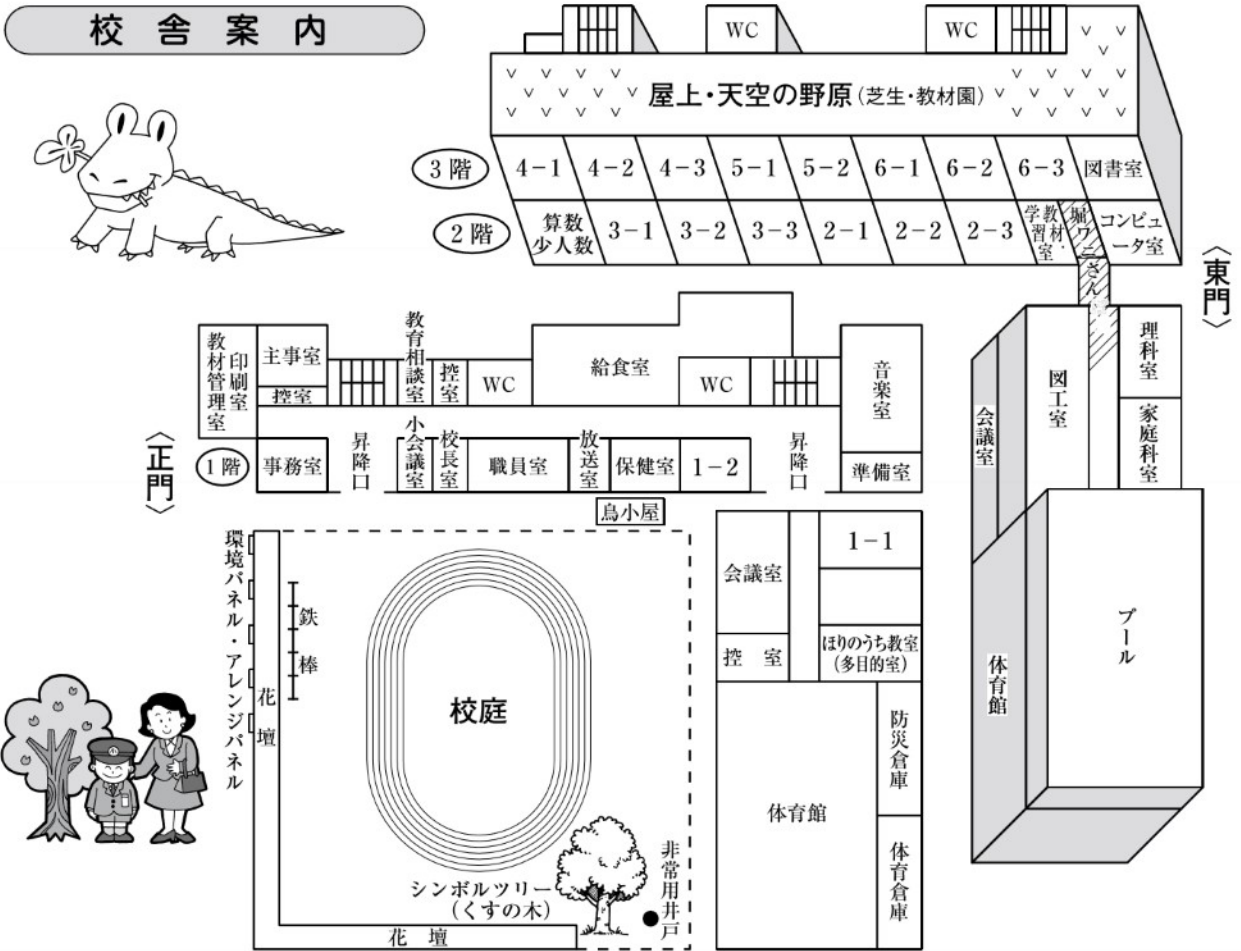 校舎案内
WC
WC
屋上・天空の野原(芝生・教材園)
3階
4-1
4-2
4-3
5-1
5-2
6-1
6-2
6-3
図書室
2階
算数
少人数
3-1
3-2
3-3
2-1
2-2
2-3
教材・
学習室
堀ワニさん
コンピュ
ータ室
〈東門〉
印刷室
教材管理室
主事室
控室
教育相談室
控室
WC
給食室
WC
音楽室
〈正門〉
1階
事務室
昇降口
小会議室
校長室
職員室
放送室
保健室
1-2
昇降口
準備室
鳥小屋
会議室
図工室
理科室
家庭科室
体育館
プール
環境パネル・アレンジパネル
花壇
鉄棒
校庭
シンボルツリー
(くすの木)
非常用井戸
花壇
会議室
1-1
控室
ほりのうち教室
(多目的室)
体育館
防災倉庫
体育倉庫